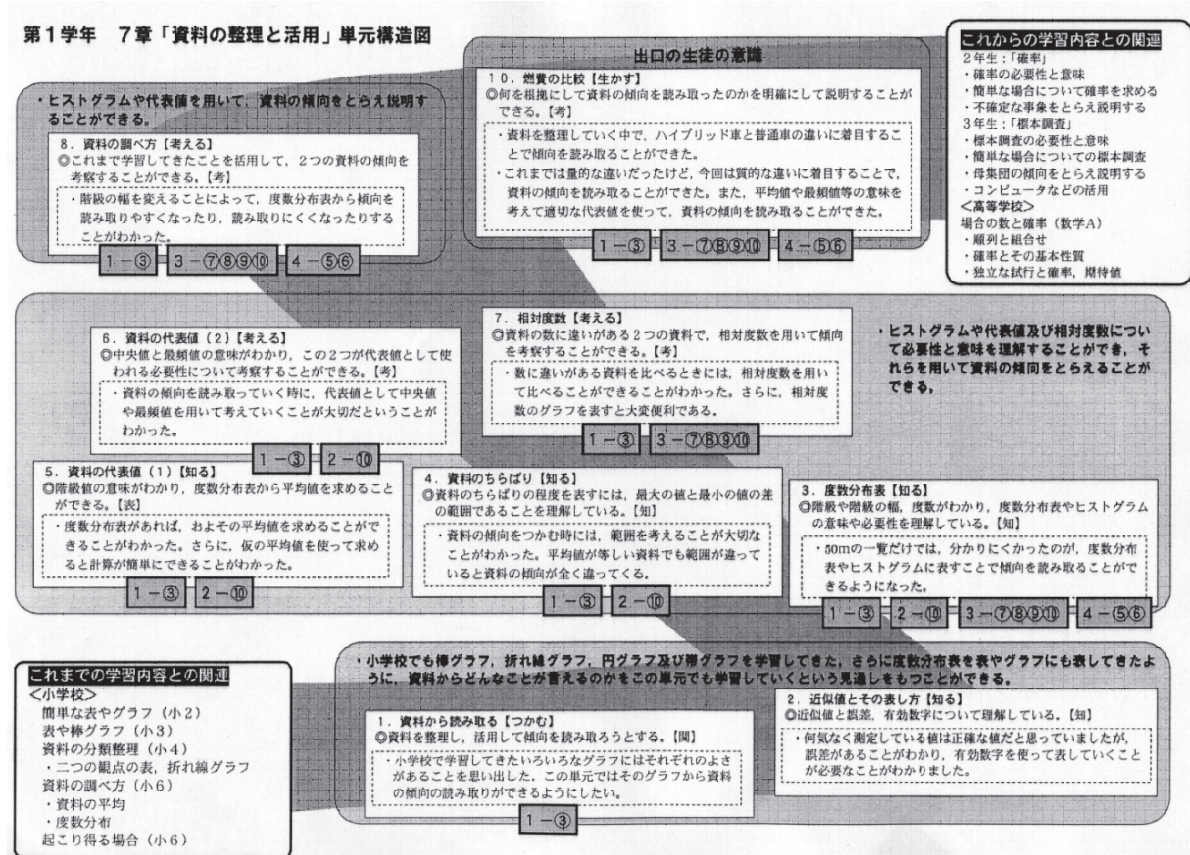 第1学年 7章「資料の整理と活用」単元構造図
・ヒストグラムや代表値を用いて，資料の傾向をとらえ説明す
ることができる。
8．資料の調べ方【考える】
◎これまで学習してきたことを活用して，２つの資料の傾向を
考察することができる。【考】
・階級の幅を変えることによって，度数分布表から傾向を
読み取りやすくなったり，読み取りにくくなったりする
ことがわかった。
1－③ 3－⑦⑧⑨⑩ 4－⑤⑥
出口の生徒の意識
10．燃費の比較【生かす】
◎何を根拠にして資料の傾向を読み取ったのかを明確にして説明することが
できる。【考】
・資料を整理していく中で，ハイブリッド車と普通車の違いに着目するこ
とで傾向を読み取ることができた。
・これまでは量的な違いだったけど，今回は質的な違いに着目することで，
資料の傾向を読み取ることができた。また，平均値や最頻値等の意味を
考えて適切な代表値を使って，資料の傾向を読み取ることができた。
1－③ 3－⑦⑧⑨⑩ 4－⑤⑥
これからの学習内容との関連
２年生：「確率」
・確率の必要性と意味
・簡単な場合について確率を求める
・不確定な事象をとらえ説明する
３年生：「標本調査」
・標本調査の必要性と意味
・簡単な場合についての標本調査
・母集団の傾向をとらえ説明する
・コンピュータなどの活用
＜高等学校＞
場合の数と確率（数学A）
・順列と組合せ
・確率とその基本性質
・独立な試行と確率，期待値
6．資料の代表値（2）【考える】
◎中央値と最頻値の意味がわかり，この２つが代表値として使
われる必要性について考察することができる。【考】
・資料の傾向を読み取っていく時に，代表値として中央値
や最頻値を用いて考えていくことが大切だということが
わかった。
1－③ 2－⑩
7．相対度数【考える】
◎資料の数に違いがある２つの資料で，相対度数を用いて傾向
を考察することができる。【考】
・数に違いがある資料を比べるときには，相対度数を用い
て比べることができることがわかった。さらに，相対度
数のグラフを表すと大変便利である。
1－③ 3－⑦⑧⑨⑩
・ヒストグラムや代表値及び相対度数につい
て必要性と意味を理解することができ，そ
れらを用いて資料の傾向をとらえることが
できる。
5．資料の代表値（1）【知る】
◎階級値の意味がわかり，度数分布表から平均値を求めること
ができる。【表】
・度数分布表があれば，およその平均値を求めることがで
きることがわかった。さらに，仮の平均値を使って求め
ると計算が簡単にできることがわかった。
1－③ 2－⑩
4．資料のちらばり【知る】
◎資料のちらばりの程度を表すには，最大の値と最小の値の差
の範囲であることを理解している。【知】
・資料の傾向をつかむ時には，範囲を考えることが大切な
ことがわかった。平均値が等しい資料でも範囲が違って
いると資料の傾向が全く違ってくる。
1－③ 2－⑩
3．度数分布表【知る】
◎階級や階級の幅，度数がわかり，度数分布表やヒストグラム
の意味や必要性を理解している。【知】
・50mの一覧だけでは，分かりにくかったのが，度数分布
表やヒストグラムに表すことで傾向を読み取ることがで
きるようになった。
1－③ 2－⑩ 3－⑦⑧⑨⑩ 4－⑤⑥
これまでの学習内容との関連
＜小学校＞
簡単な表やグラフ（小２）
表や棒グラフ（小３）
資料の分類整理（小４）
・二つの観点の表，折れ線グラフ
資料の調べ方（小６）
・資料の平均
・度数分布
起こり得る場合（小６）
・小学校でも棒グラフ，折れ線グラフ，円グラフ及び帯グラフを学習してきた，さらに度数分布表を表やグラフにも表してきたよ
うに，資料からどんなことが言えるのかをこの単元でも学習していくという見通しをもつことができる。
1．資料から読み取る【つかむ】
◎資料を整理し，活用して傾向を読み取ろうとする。【関】
・小学校で学習してきたいろいろなグラフにはそれぞれのよさ
があることを思い出した，この単元ではそのグラフから資料
の傾向の読み取りができるようにしたい。
1－③
2．近似値とその表し方【知る】
◎近似値と誤差，有効数字について理解している。【知】
・何気なく測定している値は正確な値だと思っていましたが，
誤差があることがわかり，有効数字を使って表していくこと
が必要なことがわかりました。